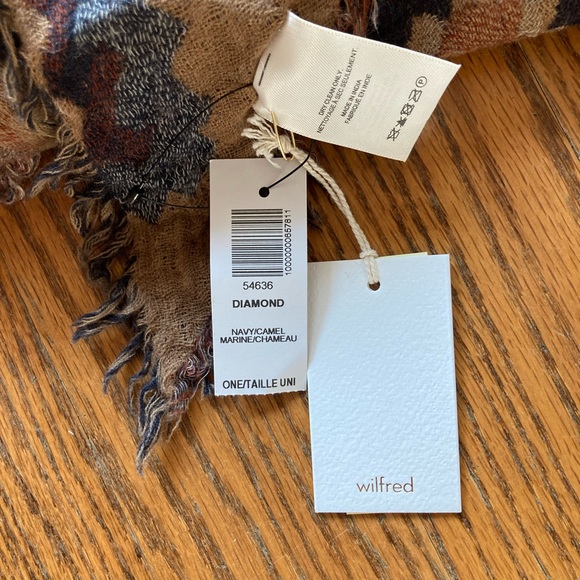 DRY CLEAN ONLY.
NETTOYAGE À SEC SEULEMENT.
MADE IN INDIA
FABRIQUÉ EN INDE
P
10000000657811
54636
DIAMOND
NAVY/CAMEL
MARINE/CHAMEAU
ONE/TAILLE UNI
wilfred